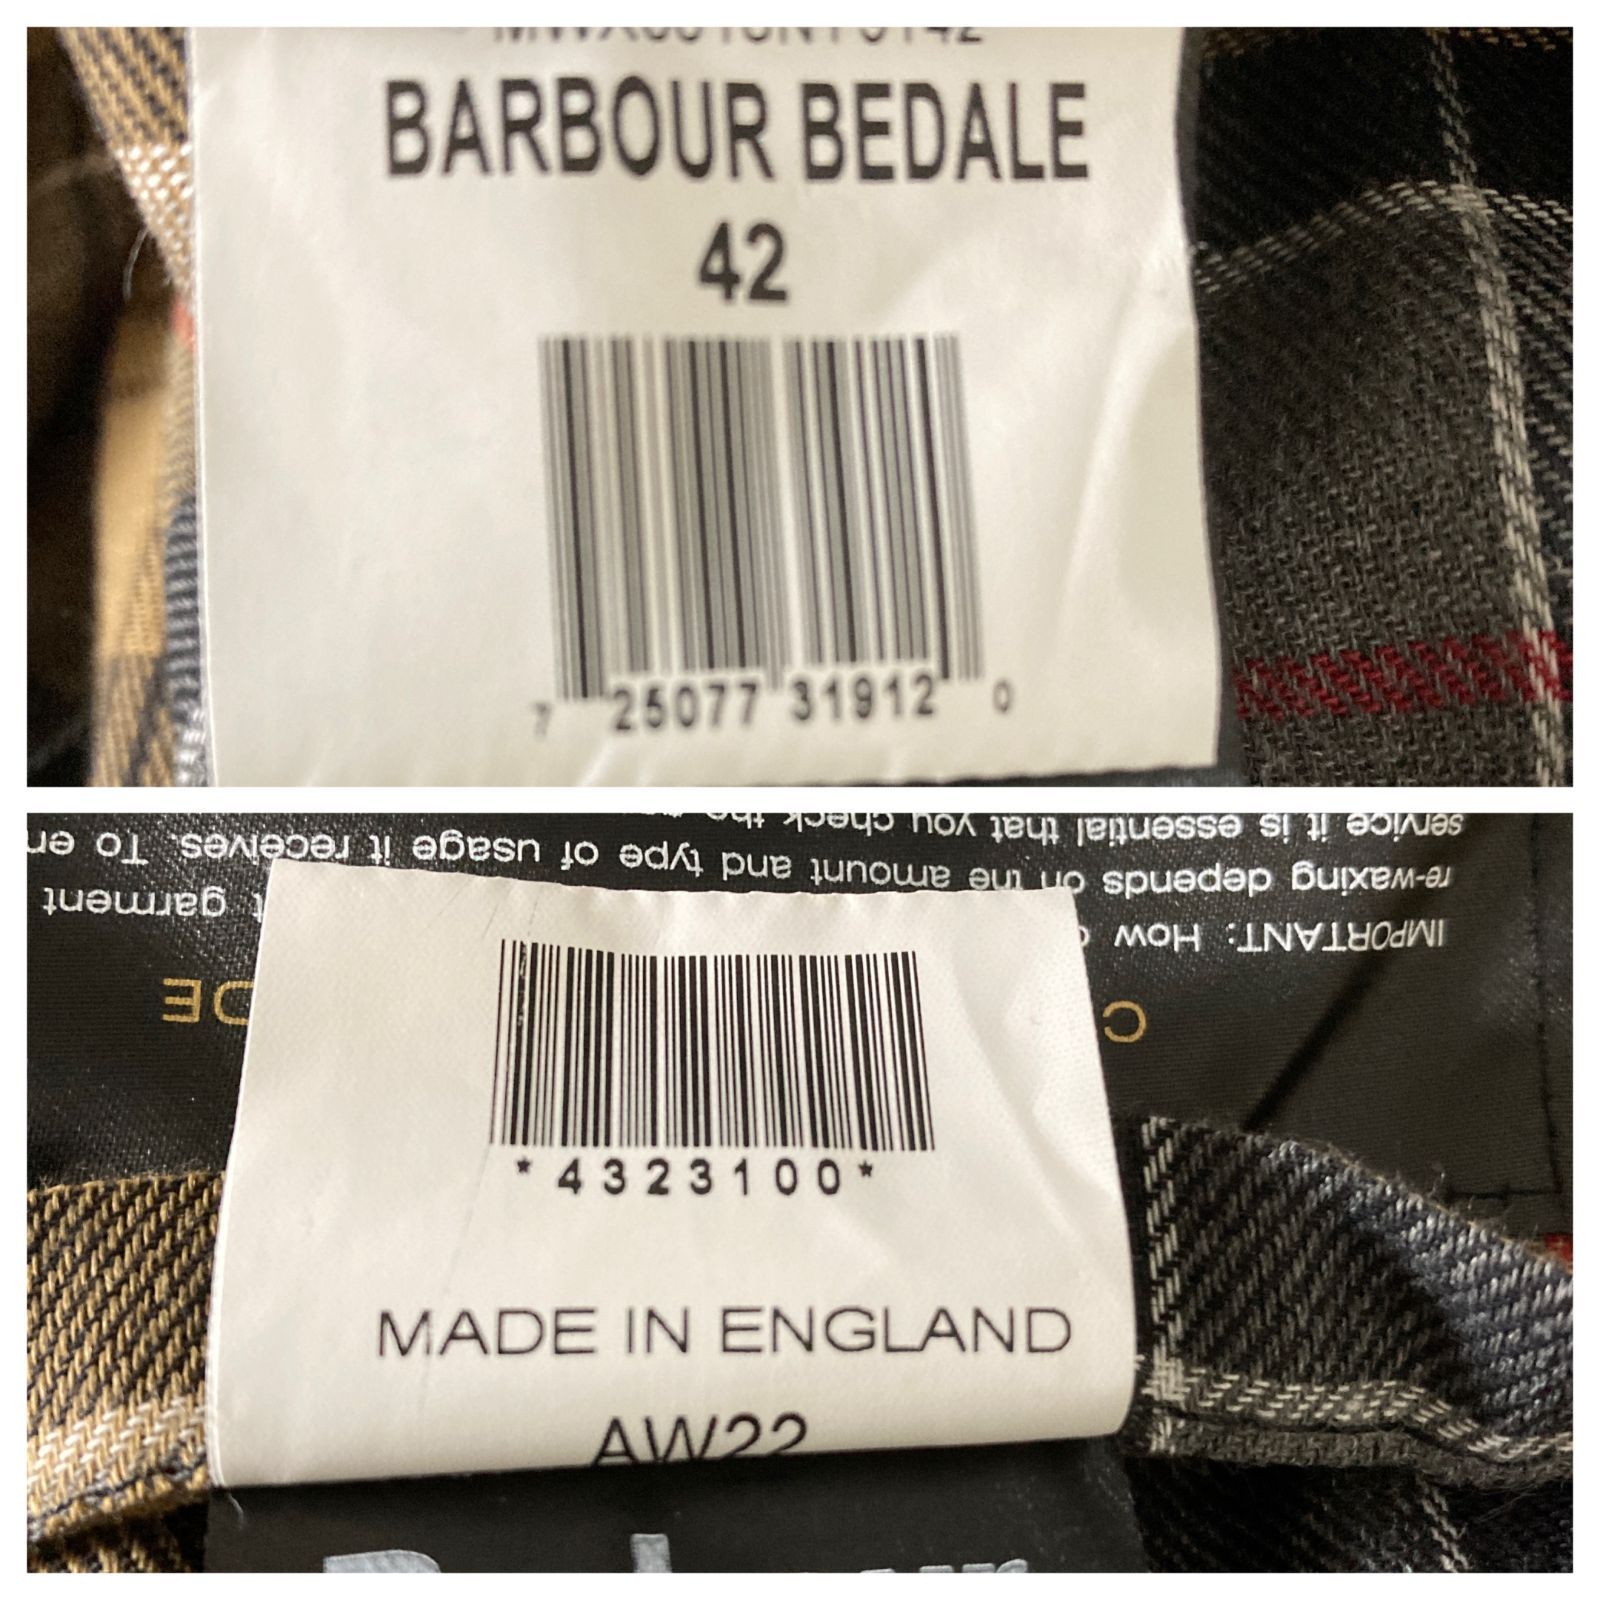 BARBOUR BEDALE
42
7 25077 31912 0
service it is essential that you check the
re-waxing depends on the amount and type of usage it receives. To en
IMPORTANT: How garment
C DE
*4323100*
MADE IN ENGLAND
AW22